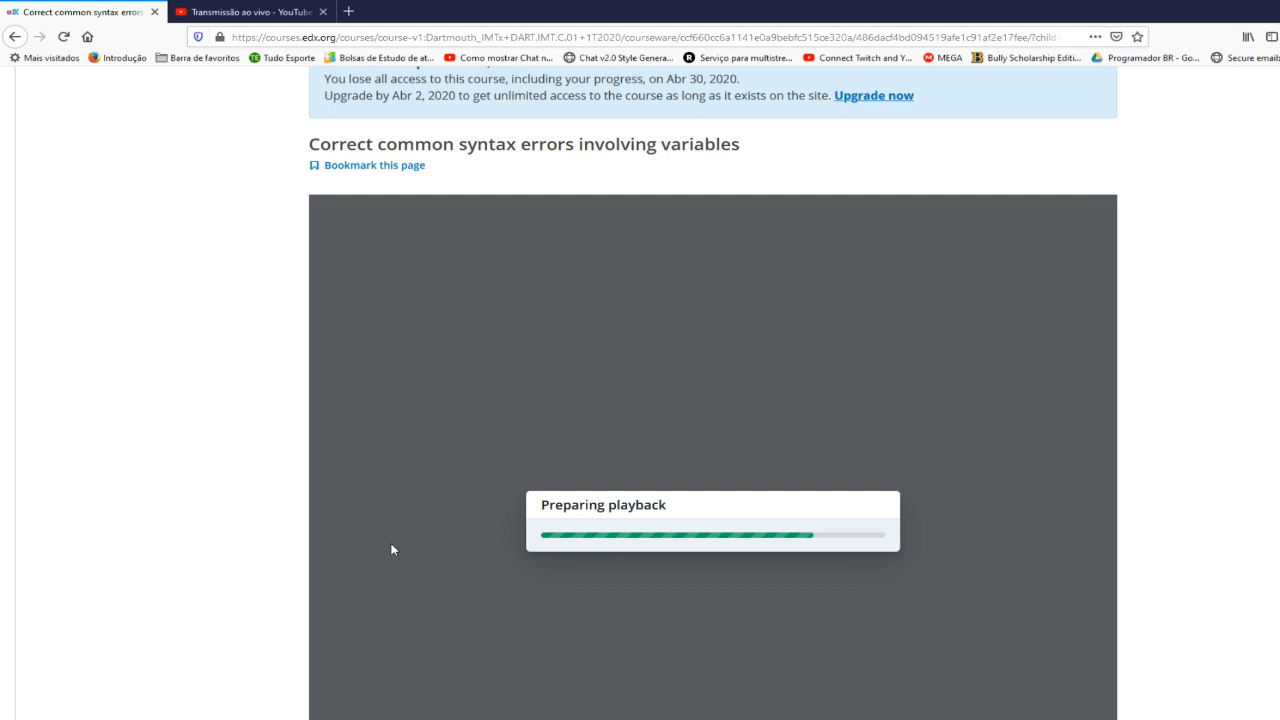 edX Correct common syntax errors
Transmissão ao vivo - YouTube
https://courses.edx.org/courses/course-v1:Dartmouth_IMTx+DART.IMT.C.01+1T2020/courseware/ccf660cc6a1141e0a9bebfc515ce320a/486dacf4bd094519afe1c91af2e17fee/?child
Mais visitados Introdução Barra de favoritos TE Tudo Esporte Bolsas de Estudo de at... Como mostrar Chat n... Chat v2.0 Style Genera... R Serviço para multistre... Connect Twitch and Y... M MEGA B Bully Scholarship Editi... Programador BR - Go... Secure email:
You lose all access to this course, including your progress, on Abr 30, 2020.
Upgrade by Abr 2, 2020 to get unlimited access to the course as long as it exists on the site. Upgrade now
Correct common syntax errors involving variables
Bookmark this page
Preparing playback